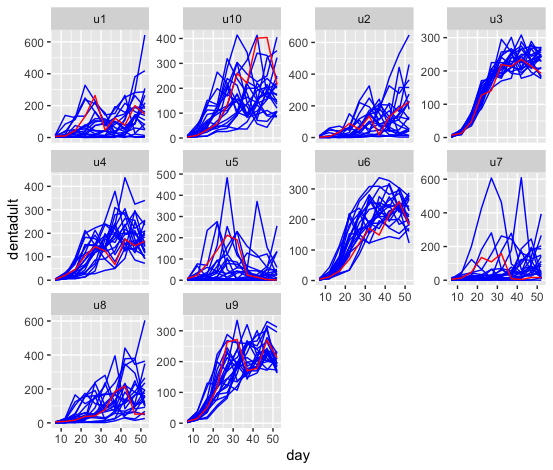 u1 u10 u2 u3
600 400 600 300
400 300 400 200
200 200 200 100
0 100 0 0
0
u4 u5 u6 u7
400 500 300 600
300 400 200 400
200 300 100 200
100 200 0 0
0 100
0
10 20 30 40 50 10 20 30 40 50
u8 u9
600 300
400 200
200 100
0 0
10 20 30 40 50 10 20 30 40 50
dentadult
day